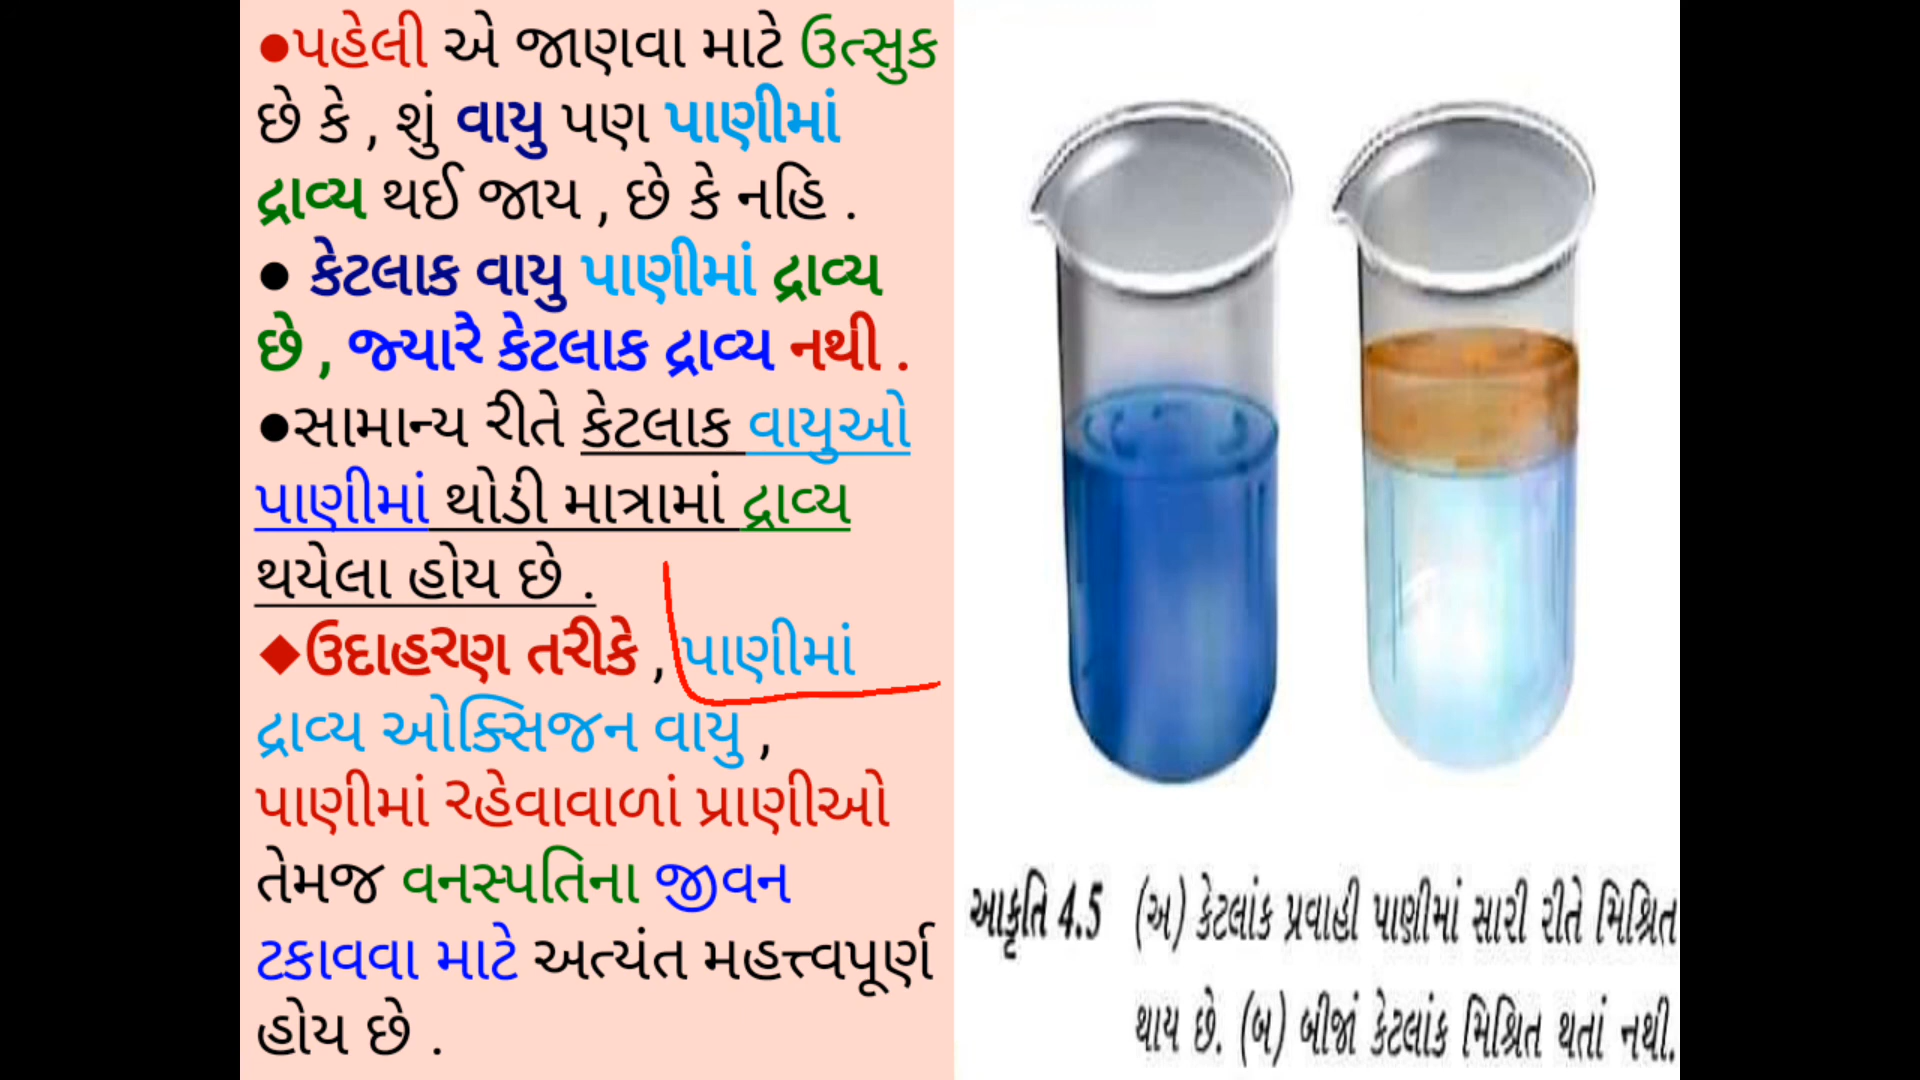 ●પહેલી એ જાણવા માટે ઉત્સુક
છે કે , શું વાયુ પણ પાણીમાં
દ્રાવ્ય થઈ જાય , છે કે નહિ .
● કેટલાક વાયુ પાણીમાં દ્રાવ્ય
છે , જ્યારે કેટલાક દ્રાવ્ય નથી .
●સામાન્ય રીતે કેટલાક વાયુઓ
પાણીમાં થોડી માત્રામાં દ્રાવ્ય
થયેલા હોય છે .
◆ઉદાહરણ તરીકે , પાણીમાં
દ્રાવ્ય ઓક્સિજન વાયુ ,
પાણીમાં રહેવાવાળાં પ્રાણીઓ
તેમજ વનસ્પતિના જીવન
ટકાવવા માટે અત્યંત મહત્ત્વપૂર્ણ
હોય છે .
આકૃતિ 4.5 (અ) કેટલાંક પ્રવાહી પાણીમાં સારી રીતે મિશ્રિત
થાય છે. (બ) બીજાં કેટલાંક મિશ્રિત થતાં નથી.